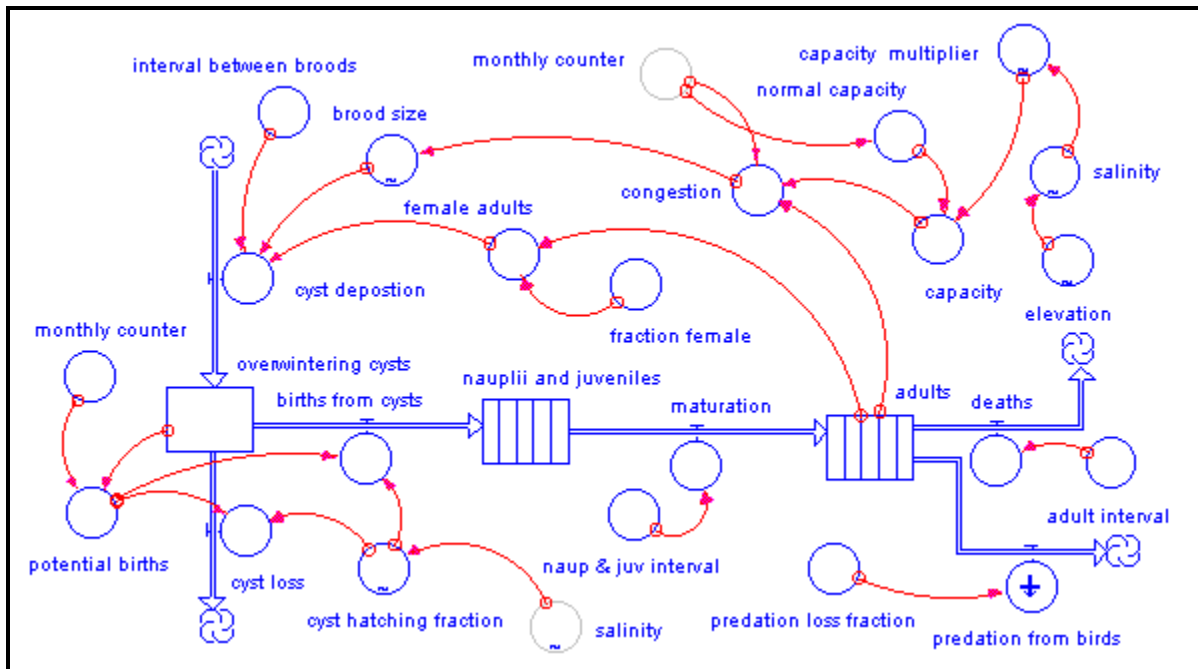 interval between broods
monthly counter
capacity multiplier
brood size
normal capacity
female adults
congestion
salinity
cyst depostion
capacity
fraction female
elevation
monthly counter
overwintering cysts
births from cysts
nauplii and juveniles
maturation
adults
deaths
potential births
cyst loss
cyst hatching fraction
salinity
naup & juv interval
predation loss fraction
adult interval
predation from birds